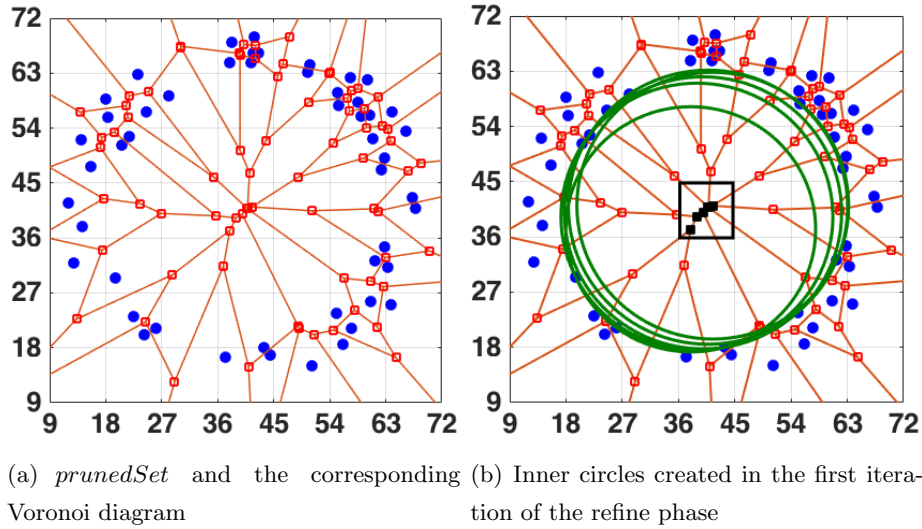 72
63
54
45
36
27
18
9
9 18 27 36 45 54 63 72
72
63
54
45
36
27
18
9
9 18 27 36 45 54 63 72
(a) prunedSet and the corresponding
Voronoi diagram
(b) Inner circles created in the first itera-
tion of the refine phase